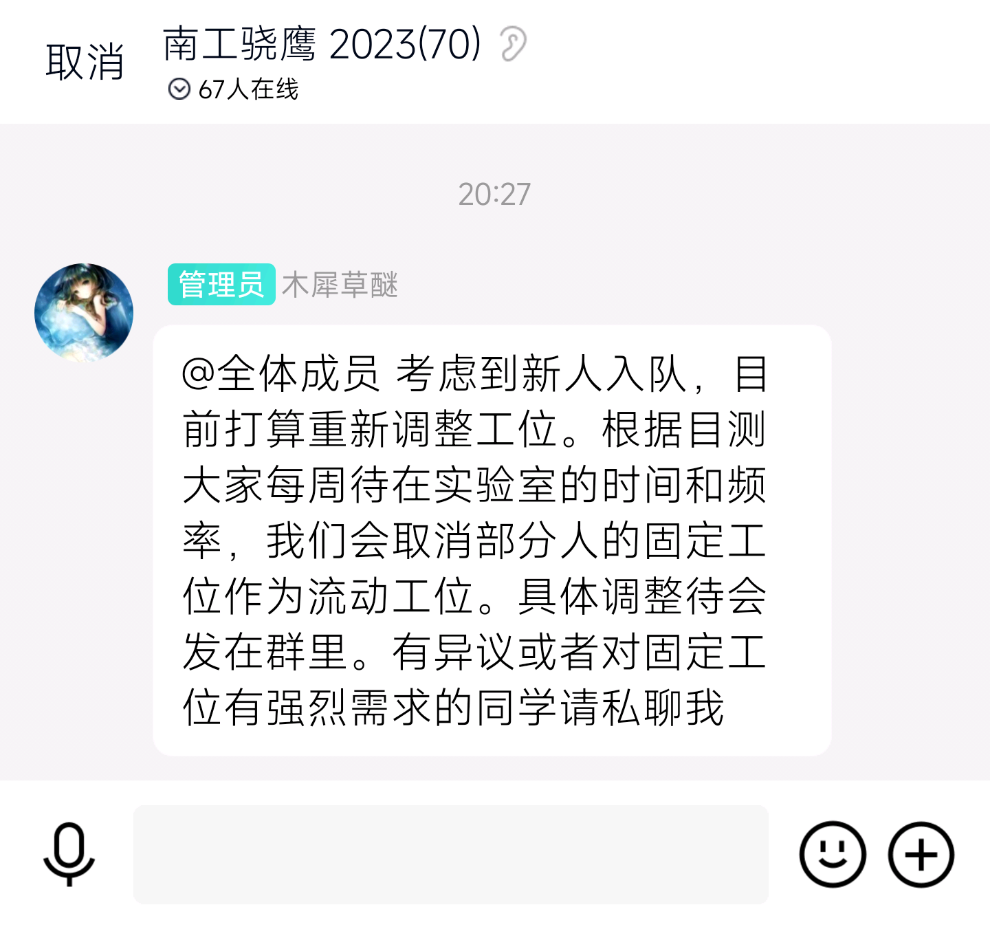 取消
南工骁鹰 2023(70)
67人在线
20:27
管理员 木犀草醚
@全体成员 考虑到新人入队，目
前打算重新调整工位。根据目测
大家每周待在实验室的时间和频
率，我们会取消部分人的固定工
位作为流动工位。具体调整待会
发在群里。有异议或者对固定工
位有强烈需求的同学请私聊我